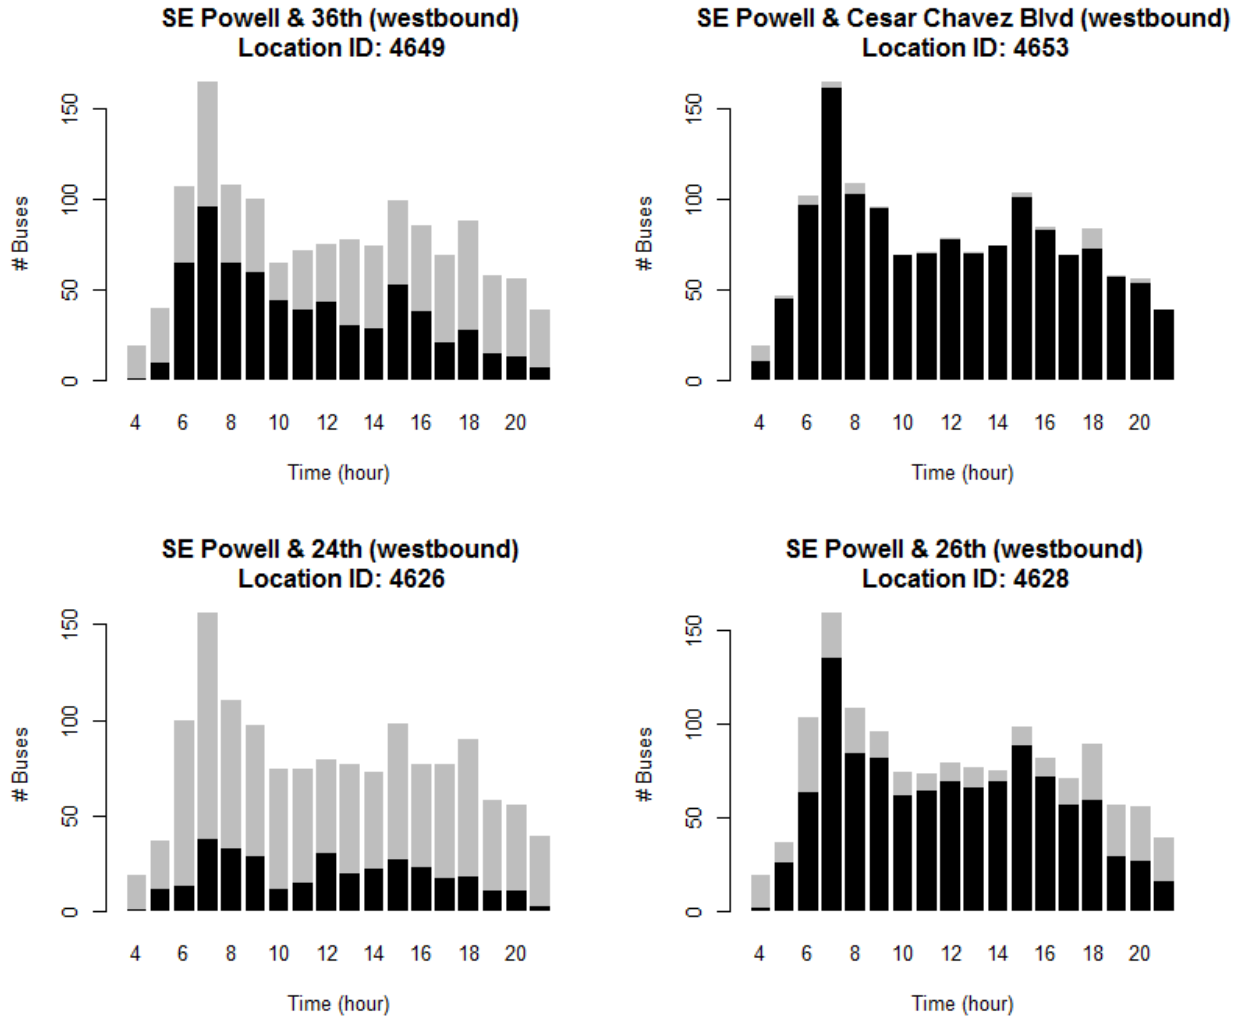 SE Powell & 36th (westbound)
Location ID: 4649
# Buses
150
100
50
0
4 6 8 10 12 14 16 18 20
Time (hour)
SE Powell & Cesar Chavez Blvd (westbound)
Location ID: 4653
# Buses
150
100
50
0
4 6 8 10 12 14 16 18 20
Time (hour)
SE Powell & 24th (westbound)
Location ID: 4626
# Buses
150
100
50
0
4 6 8 10 12 14 16 18 20
Time (hour)
SE Powell & 26th (westbound)
Location ID: 4628
# Buses
150
100
50
0
4 6 8 10 12 14 16 18 20
Time (hour)